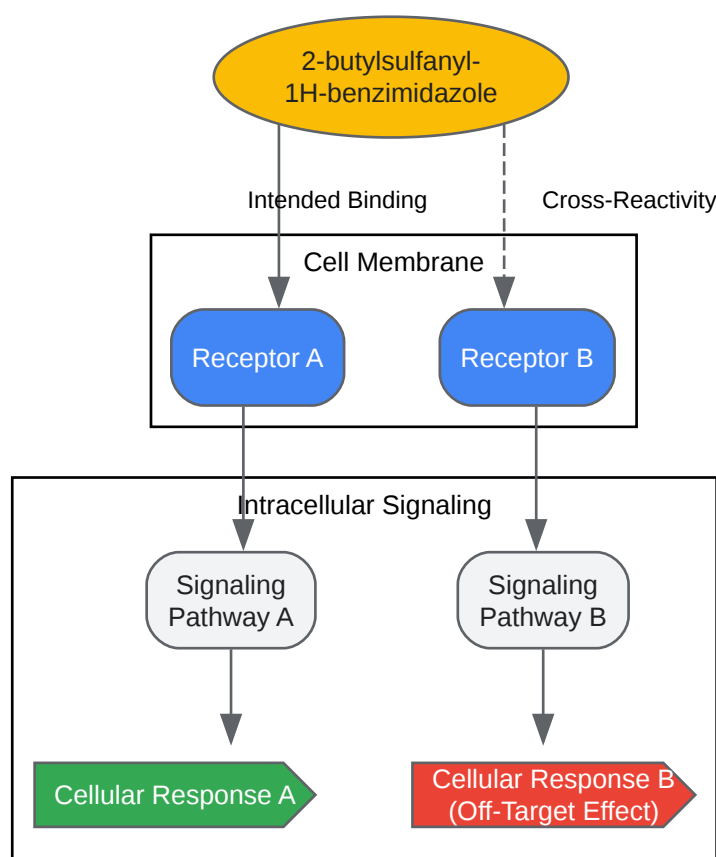 2-butylsulfanyl-
1H-benzimidazole
Intended Binding
Cross-Reactivity
Cell Membrane
Receptor A
Receptor B
Intracellular Signaling
Signaling
Pathway A
Signaling
Pathway B
Cellular Response A
Cellular Response B
(Off-Target Effect)